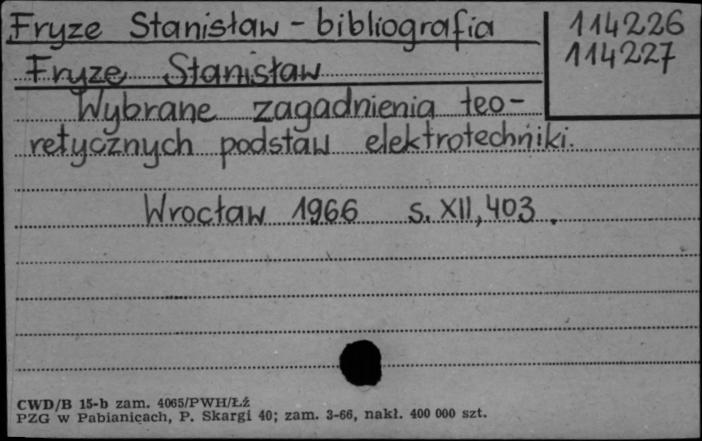 Fryze Stanisław - bibliografia
114226
114227
Fryze Stanisław
Wybrane zagadnienia teo-
retycznych podstaw elektrotechniki.
Wrocław 1966 s. XII, 403.
CWD/B 15-b zam. 4065/PWH/Łź
PZG w Pabianicach, P. Skargi 40; zam. 3-66, nakł. 400 000 szt.